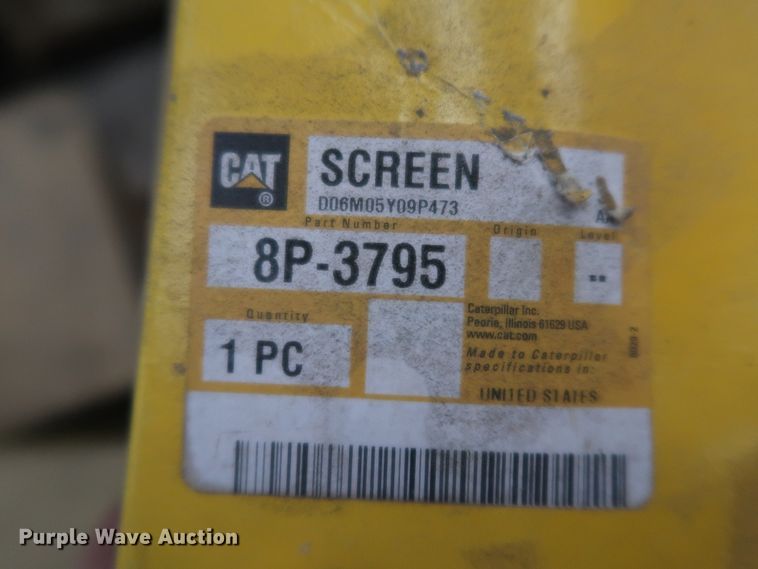 CAT
®
SCREEN
D06M05Y09P473
AA
Part Number
Origin
Level
8P-3795
--
Quantity
1 PC
Caterpillar Inc.
Peoria, Illinois 61629 USA
www.cat.com
Made to Caterpillar
specifications in:
UNITED STATES
Purple Wave Auction